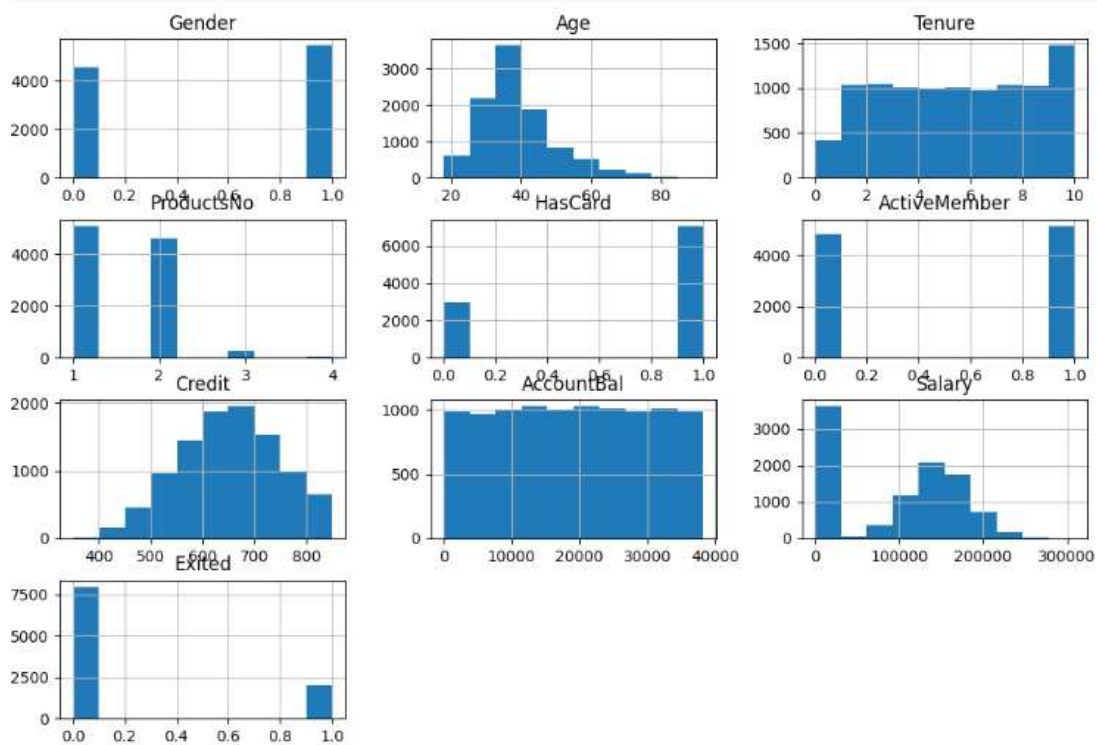 Gender
4000
2000
0
0.0 0.2 0.4 0.6 0.8 1.0
Age
3000
2000
1000
0
20 40 60 80
Tenure
1500
1000
500
0
0 2 4 6 8 10
ProductsNo
4000
2000
0
1 2 3 4
HasCard
6000
4000
2000
0
0.0 0.2 0.4 0.6 0.8 1.0
ActiveMember
4000
2000
0
0.0 0.2 0.4 0.6 0.8 1.0
Credit
2000
1000
0
400 500 600 700 800
AccountBal
1000
500
0
0 10000 20000 30000 40000
Salary
3000
2000
1000
0
0 100000 200000 300000
Exited
7500
5000
2500
0
0.0 0.2 0.4 0.6 0.8 1.0